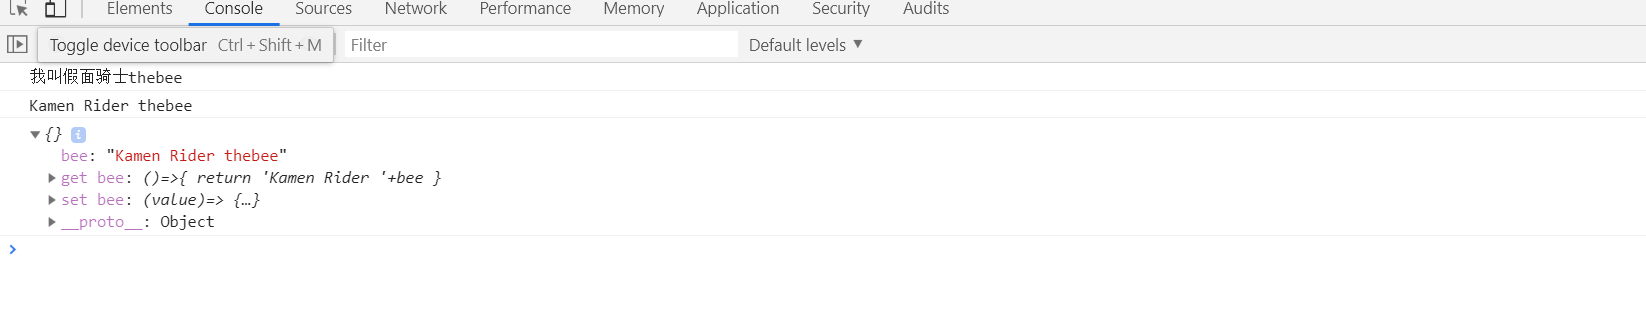 Elements Console Sources Network Performance Memory Application Security Audits
Toggle device toolbar Ctrl + Shift + M Filter Default levels ▼
我叫假面骑士thebee
Kamen Rider thebee
▼{} i
bee: "Kamen Rider thebee"
▶get bee: ()=>{ return 'Kamen Rider '+bee }
▶set bee: (value)=> {…}
▶__proto__: Object
>